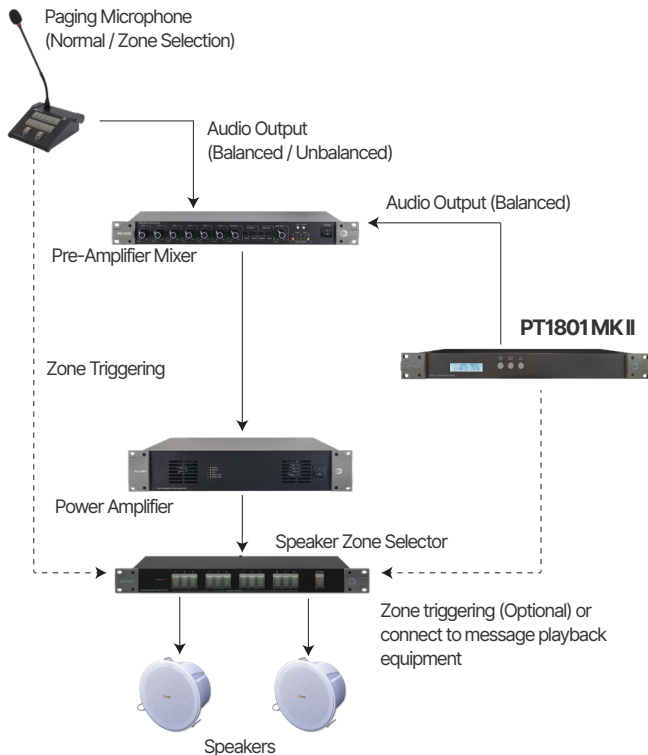 Paging Microphone
(Normal / Zone Selection)
Audio Output
(Balanced / Unbalanced)
Audio Output (Balanced)
Pre-Amplifier Mixer
PT1801 MK II
Zone Triggering
Power Amplifier
Speaker Zone Selector
Zone triggering (Optional) or
connect to message playback
equipment
Speakers